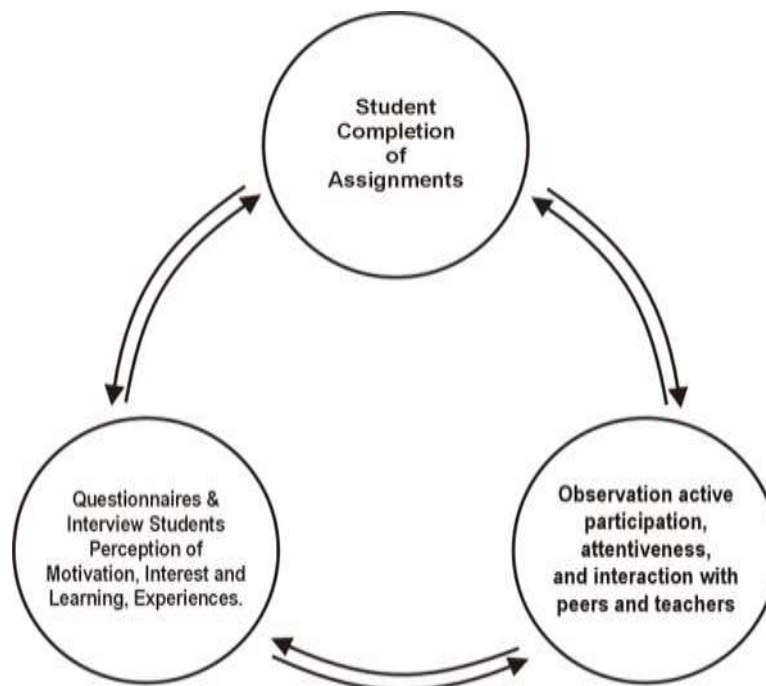 Student
Completion
of
Assignments
Questionnaires &
Interview Students
Perception of
Motivation, Interest and
Learning, Experiences.
Observation active
participation,
attentiveness,
and interaction with
peers and teachers